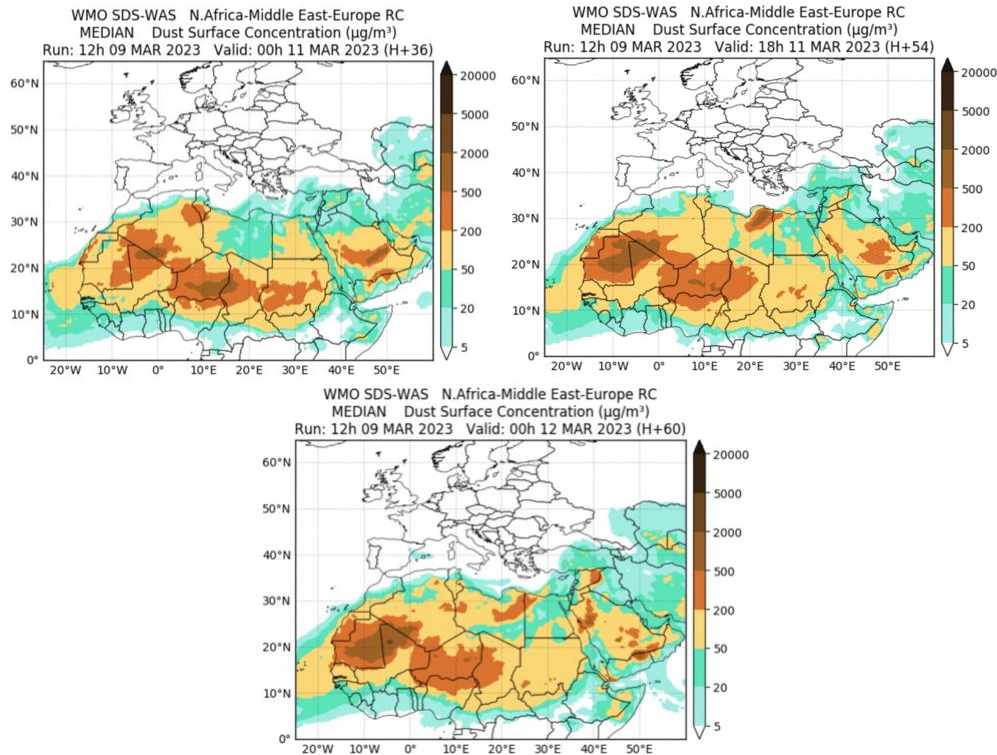 WMO SDS-WAS   N.Africa-Middle East-Europe RC
MEDIAN    Dust Surface Concentration (µg/m³)
Run: 12h 09 MAR 2023   Valid: 00h 11 MAR 2023 (H+36)
60°N
50°N
40°N
30°N
20°N
10°N
0°
20°W 10°W 0°E 10°E 20°E 30°E 40°E 50°E
20000
5000
2000
500
200
50
20
5
WMO SDS-WAS   N.Africa-Middle East-Europe RC
MEDIAN    Dust Surface Concentration (µg/m³)
Run: 12h 09 MAR 2023   Valid: 18h 11 MAR 2023 (H+54)
60°N
50°N
40°N
30°N
20°N
10°N
0°
20°W 10°W 0°E 10°E 20°E 30°E 40°E 50°E
20000
5000
2000
500
200
50
20
5
WMO SDS-WAS   N.Africa-Middle East-Europe RC
MEDIAN    Dust Surface Concentration (µg/m³)
Run: 12h 09 MAR 2023   Valid: 00h 12 MAR 2023 (H+60)
60°N
50°N
40°N
30°N
20°N
10°N
0°
20°W 10°W 0°E 10°E 20°E 30°E 40°E 50°E
20000
5000
2000
500
200
50
20
5